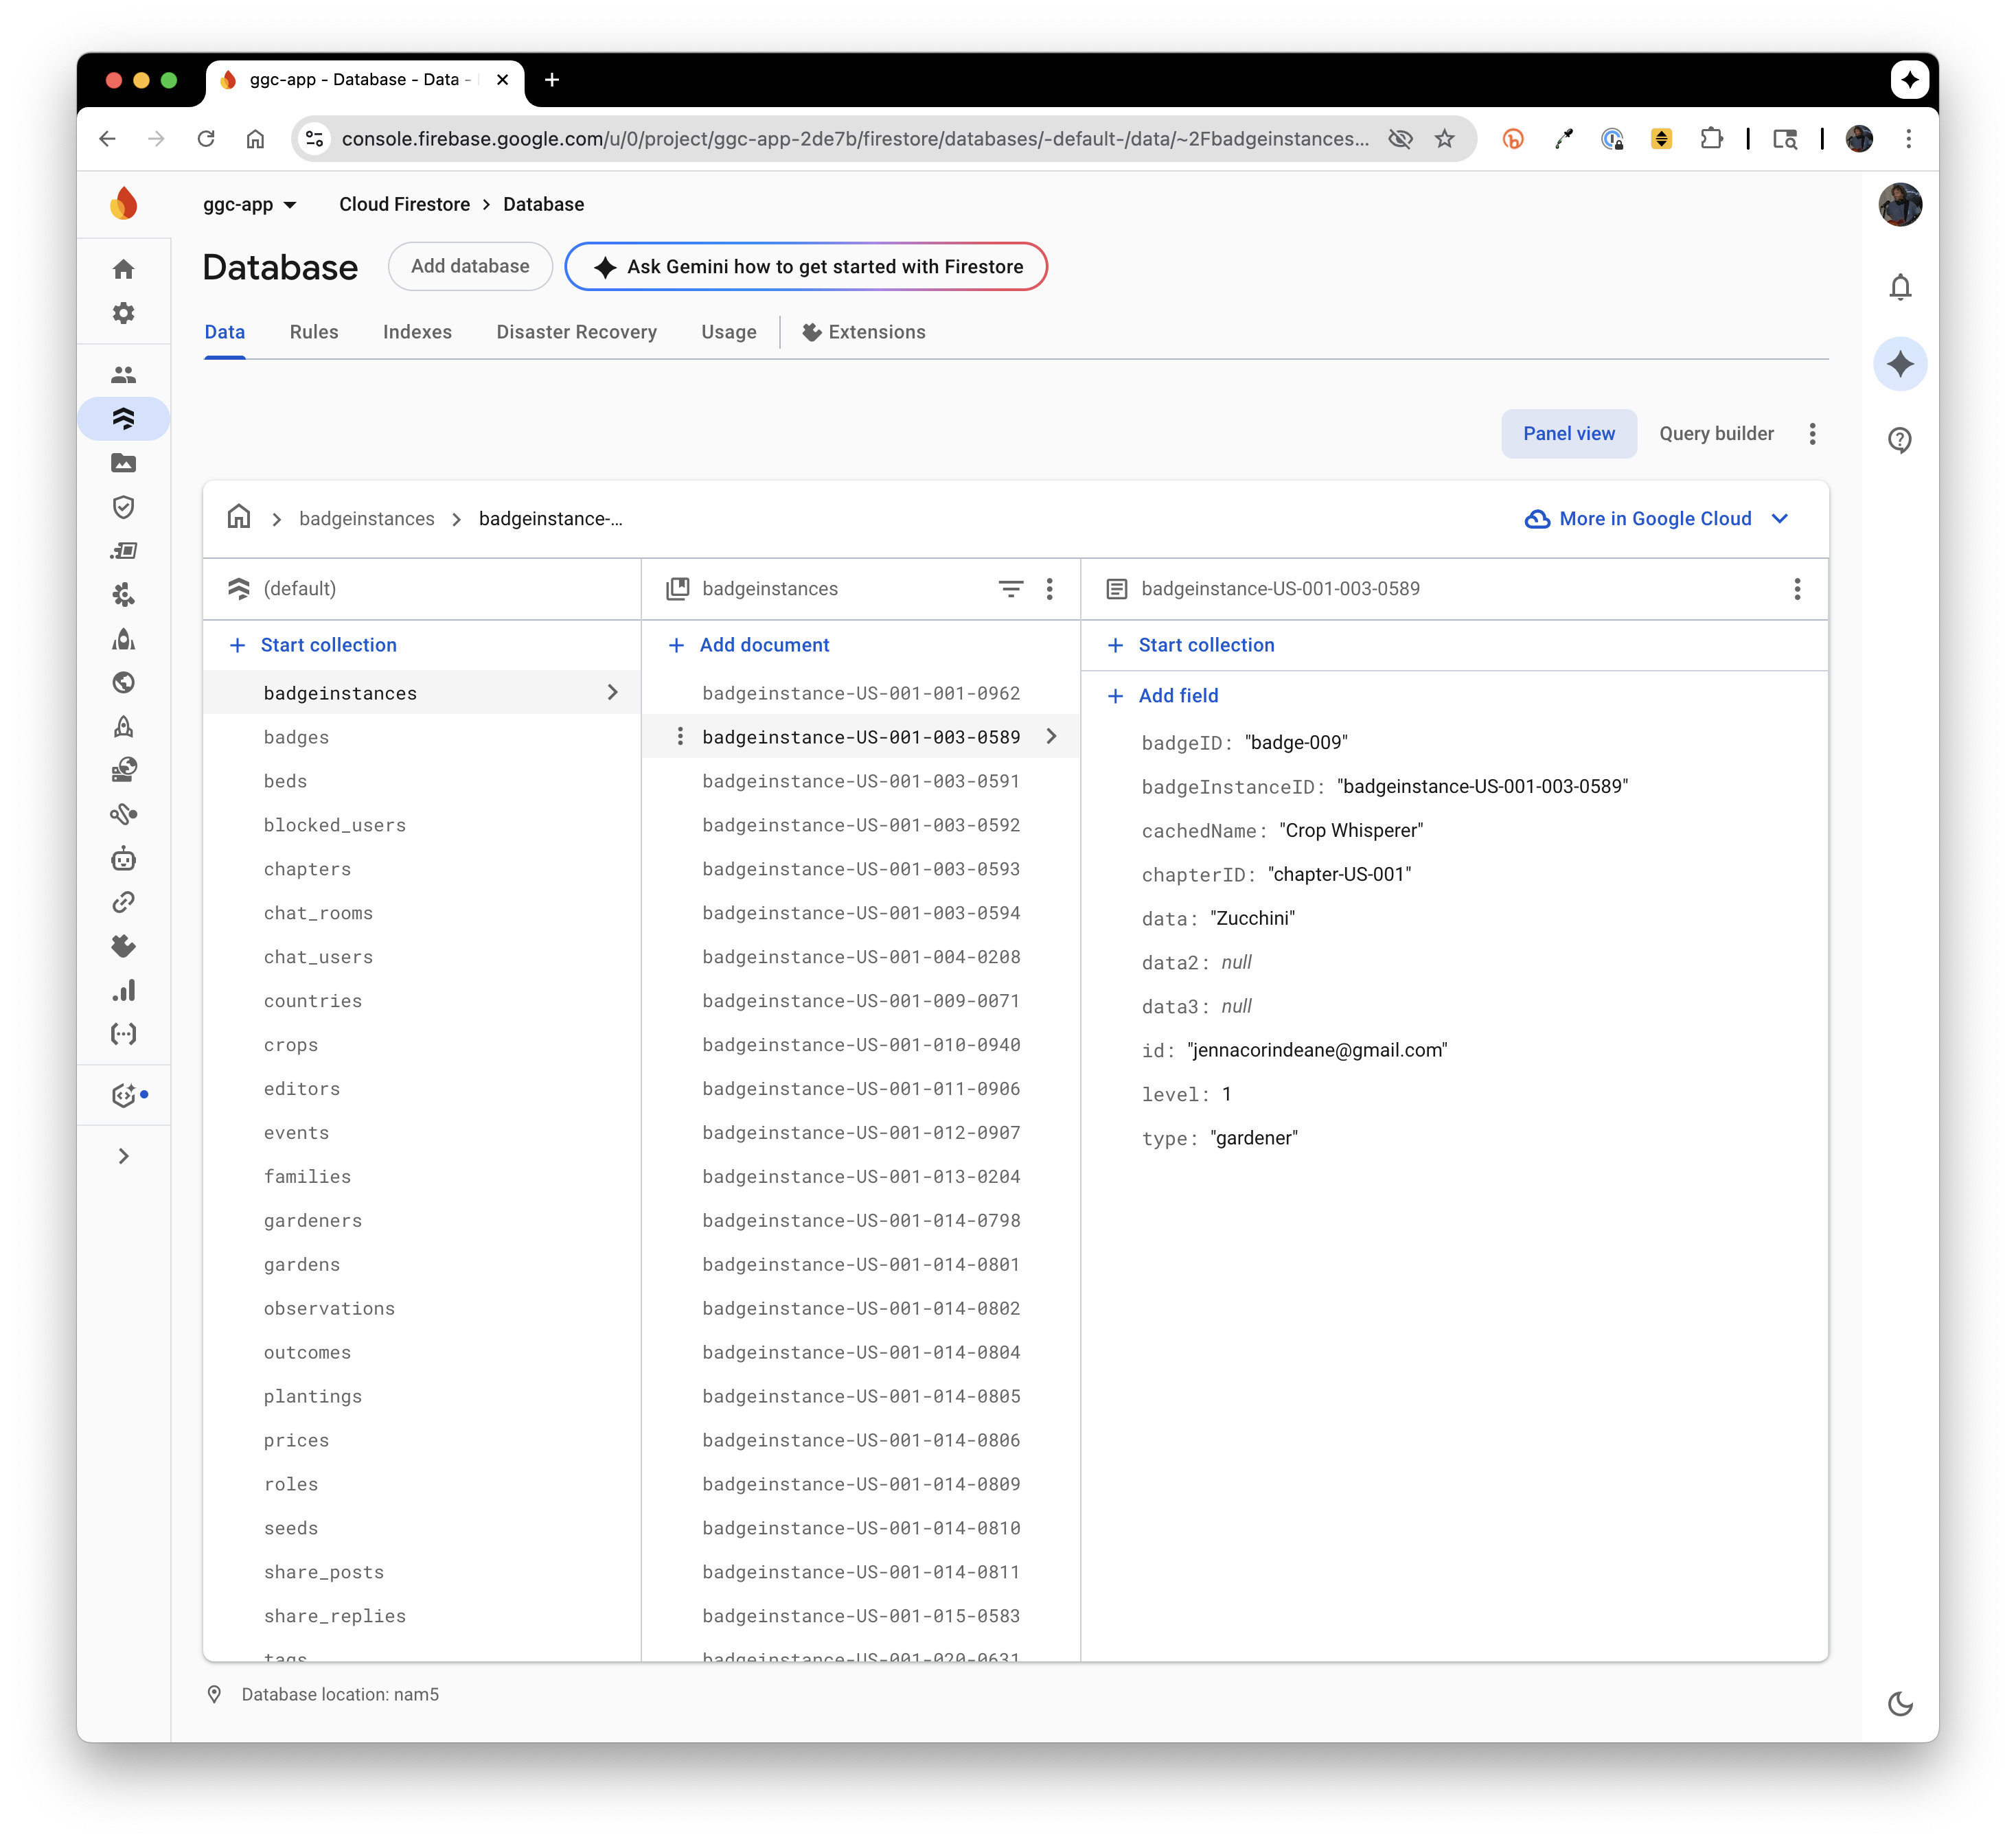 ggc-app - Database - Data -
console.firebase.google.com/u/0/project/ggc-app-2de7b/firestore/databases/-default-/data/~2Fbadgeinstances...
ggc-app
Cloud Firestore > Database
Database
Add database
Ask Gemini how to get started with Firestore
Data
Rules
Indexes
Disaster Recovery
Usage
Extensions
Panel view
Query builder
badgeinstances > badgeinstance-...
More in Google Cloud
(default)
Start collection
badgeinstances
badges
beds
blocked_users
chapters
chat_rooms
chat_users
countries
crops
editors
events
families
gardeners
gardens
observations
outcomes
plantings
prices
roles
seeds
share_posts
share_replies
tags
badgeinstances
Add document
badgeinstance-US-001-001-0962
badgeinstance-US-001-003-0589
badgeinstance-US-001-003-0591
badgeinstance-US-001-003-0592
badgeinstance-US-001-003-0593
badgeinstance-US-001-003-0594
badgeinstance-US-001-004-0208
badgeinstance-US-001-009-0071
badgeinstance-US-001-010-0940
badgeinstance-US-001-011-0906
badgeinstance-US-001-012-0907
badgeinstance-US-001-013-0204
badgeinstance-US-001-014-0798
badgeinstance-US-001-014-0801
badgeinstance-US-001-014-0802
badgeinstance-US-001-014-0804
badgeinstance-US-001-014-0805
badgeinstance-US-001-014-0806
badgeinstance-US-001-014-0809
badgeinstance-US-001-014-0810
badgeinstance-US-001-014-0811
badgeinstance-US-001-015-0583
badgeinstance-US-001-020-0631
badgeinstance-US-001-003-0589
Start collection
Add field
badgeID: "badge-009"
badgeInstanceID: "badgeinstance-US-001-003-0589"
cachedName: "Crop Whisperer"
chapterID: "chapter-US-001"
data: "Zucchini"
data2: null
data3: null
id: "jennacorindeane@gmail.com"
level: 1
type: "gardener"
Database location: nam5